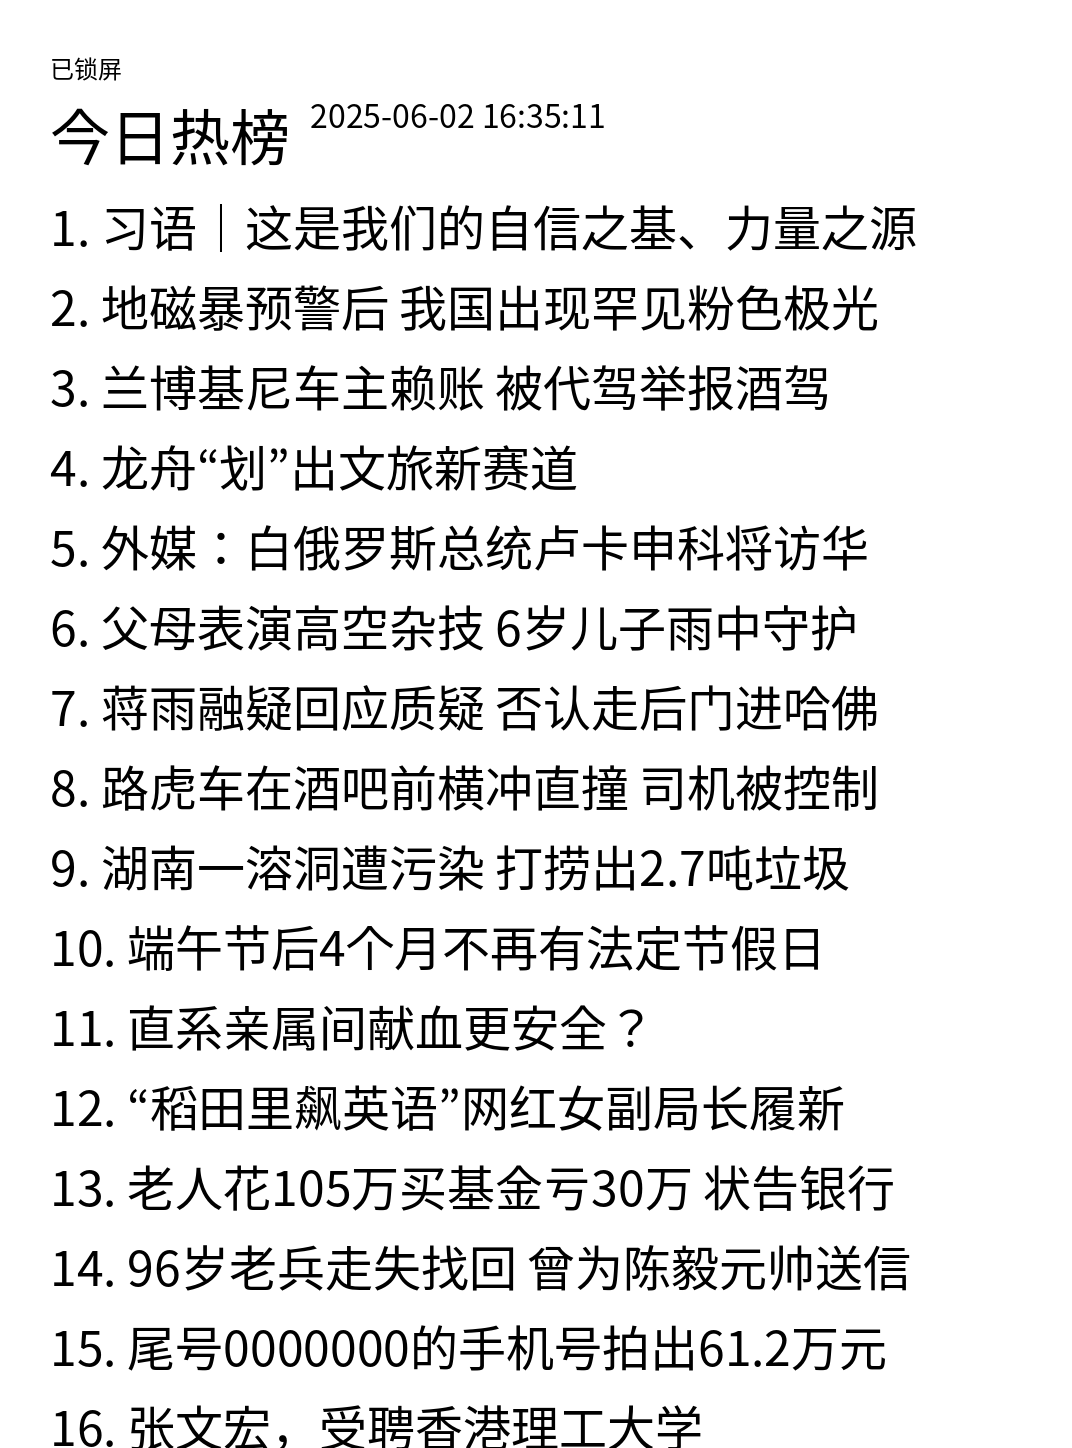 已锁屏
今日热榜 2025-06-02 16:35:11
1. 习语｜这是我们的自信之基、力量之源
2. 地磁暴预警后 我国出现罕见粉色极光
3. 兰博基尼车主赖账 被代驾举报酒驾
4. 龙舟“划”出文旅新赛道
5. 外媒：白俄罗斯总统卢卡申科将访华
6. 父母表演高空杂技 6岁儿子雨中守护
7. 蒋雨融疑回应质疑 否认走后门进哈佛
8. 路虎车在酒吧前横冲直撞 司机被控制
9. 湖南一溶洞遭污染 打捞出2.7吨垃圾
10. 端午节后4个月不再有法定节假日
11. 直系亲属间献血更安全？
12. “稻田里飙英语”网红女副局长履新
13. 老人花105万买基金亏30万 状告银行
14. 96岁老兵走失找回 曾为陈毅元帅送信
15. 尾号0000000的手机号拍出61.2万元
16. 张文宏，受聘香港理工大学